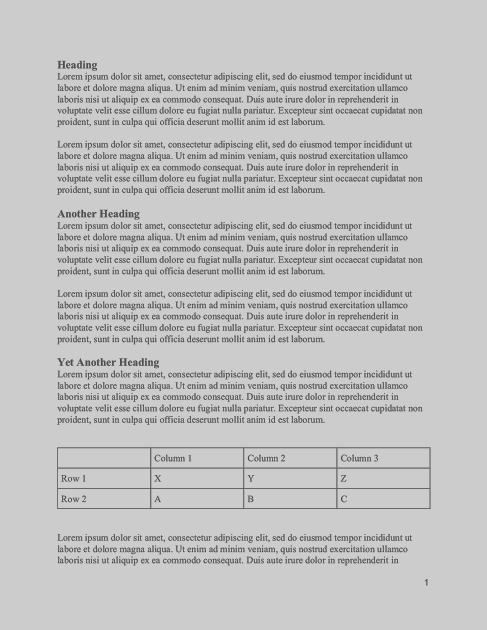 Heading
Lorem ipsum dolor sit amet, consectetur adipiscing elit, sed do eiusmod tempor incididunt ut
labore et dolore magna aliqua. Ut enim ad minim veniam, quis nostrud exercitation ullamco
laboris nisi ut aliquip ex ea commodo consequat. Duis aute irure dolor in reprehenderit in
voluptate velit esse cillum dolore eu fugiat nulla pariatur. Excepteur sint occaecat cupidatat non
proident, sunt in culpa qui officia deserunt mollit anim id est laborum.
Lorem ipsum dolor sit amet, consectetur adipiscing elit, sed do eiusmod tempor incididunt ut
labore et dolore magna aliqua. Ut enim ad minim veniam, quis nostrud exercitation ullamco
laboris nisi ut aliquip ex ea commodo consequat. Duis aute irure dolor in reprehenderit in
voluptate velit esse cillum dolore eu fugiat nulla pariatur. Excepteur sint occaecat cupidatat non
proident, sunt in culpa qui officia deserunt mollit anim id est laborum.
Another Heading
Lorem ipsum dolor sit amet, consectetur adipiscing elit, sed do eiusmod tempor incididunt ut
labore et dolore magna aliqua. Ut enim ad minim veniam, quis nostrud exercitation ullamco
laboris nisi ut aliquip ex ea commodo consequat. Duis aute irure dolor in reprehenderit in
voluptate velit esse cillum dolore eu fugiat nulla pariatur. Excepteur sint occaecat cupidatat non
proident, sunt in culpa qui officia deserunt mollit anim id est laborum.
Lorem ipsum dolor sit amet, consectetur adipiscing elit, sed do eiusmod tempor incididunt ut
labore et dolore magna aliqua. Ut enim ad minim veniam, quis nostrud exercitation ullamco
laboris nisi ut aliquip ex ea commodo consequat. Duis aute irure dolor in reprehenderit in
voluptate velit esse cillum dolore eu fugiat nulla pariatur. Excepteur sint occaecat cupidatat non
proident, sunt in culpa qui officia deserunt mollit anim id est laborum.
Yet Another Heading
Lorem ipsum dolor sit amet, consectetur adipiscing elit, sed do eiusmod tempor incididunt ut
labore et dolore magna aliqua. Ut enim ad minim veniam, quis nostrud exercitation ullamco
laboris nisi ut aliquip ex ea commodo consequat. Duis aute irure dolor in reprehenderit in
voluptate velit esse cillum dolore eu fugiat nulla pariatur. Excepteur sint occaecat cupidatat non
proident, sunt in culpa qui officia deserunt mollit anim id est laborum.
Column 1 Column 2 Column 3
Row 1 X Y Z
Row 2 A B C
Lorem ipsum dolor sit amet, consectetur adipiscing elit, sed do eiusmod tempor incididunt ut
labore et dolore magna aliqua. Ut enim ad minim veniam, quis nostrud exercitation ullamco
laboris nisi ut aliquip ex ea commodo consequat. Duis aute irure dolor in reprehenderit in
1